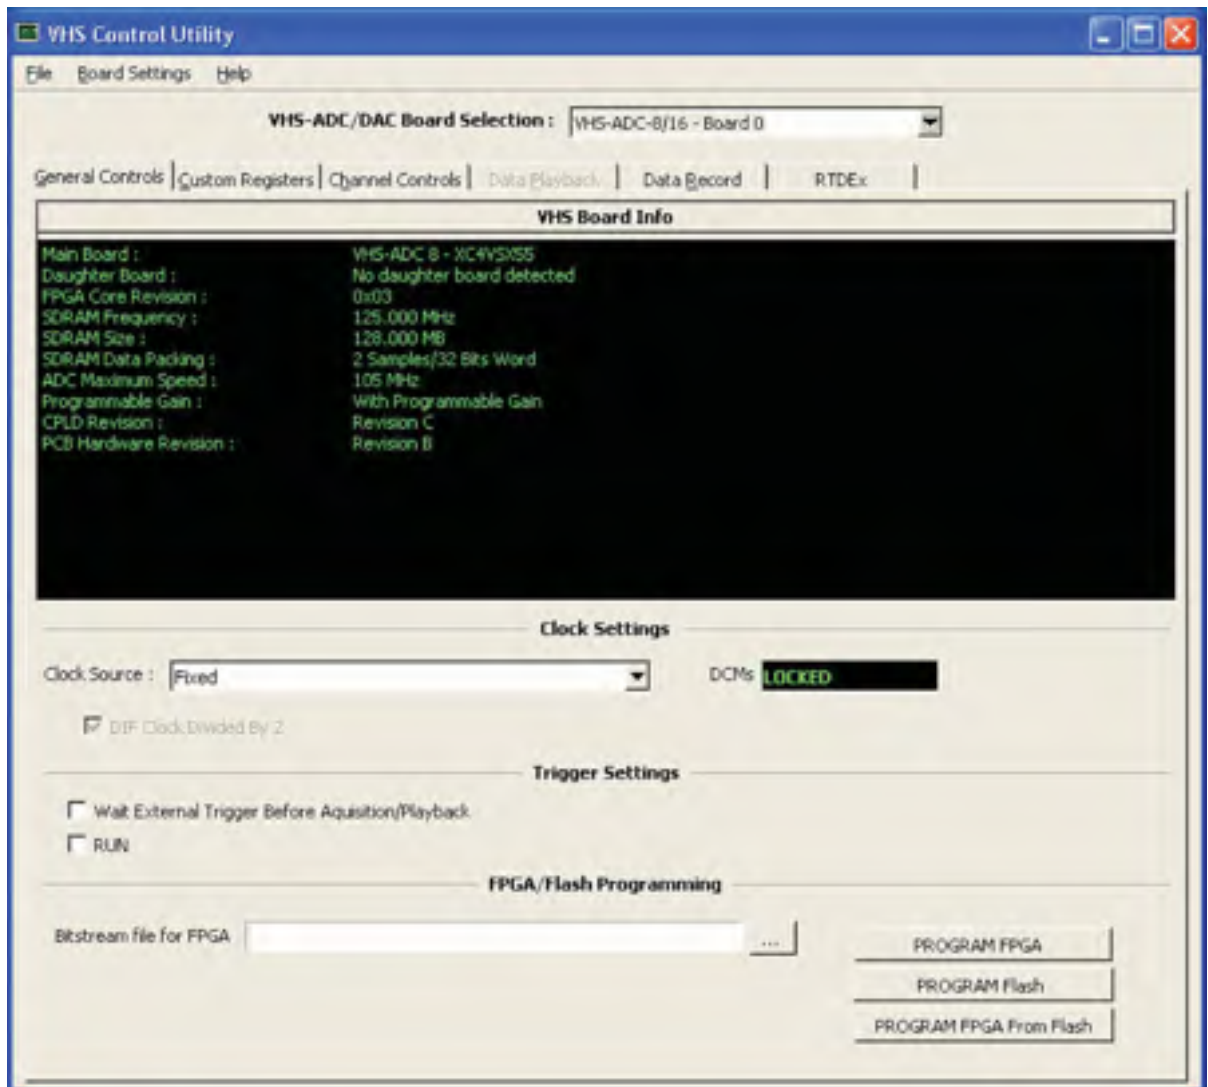 VHS Control Utility
File Board Settings Help
VHS-ADC/DAC Board Selection : VHS-ADC-8/16 - Board 0
General Controls Custom Registers Channel Controls Data Playback Data Record RTDEx
VHS Board Info
Main Board : VHS-ADC 8 - XC4VSX55
Daughter Board : No daughter board detected
FPGA Core Revision : 0x03
SDRAM Frequency : 125.000 MHz
SDRAM Size : 128.000 MB
SDRAM Data Packing : 2 Samples/32 Bits Word
ADC Maximum Speed : 105 MHz
Programmable Gain : With Programmable Gain
CPLD Revision : Revision C
PCB Hardware Revision : Revision B
Clock Settings
Clock Source : Fixed DCMs LOCKED
Clock Divided By 2
Trigger Settings
Wait External Trigger Before Aquisition/Playback
RUN
FPGA/Flash Programming
Bitstream file for FPGA ... PROGRAM FPGA
PROGRAM Flash
PROGRAM FPGA From Flash